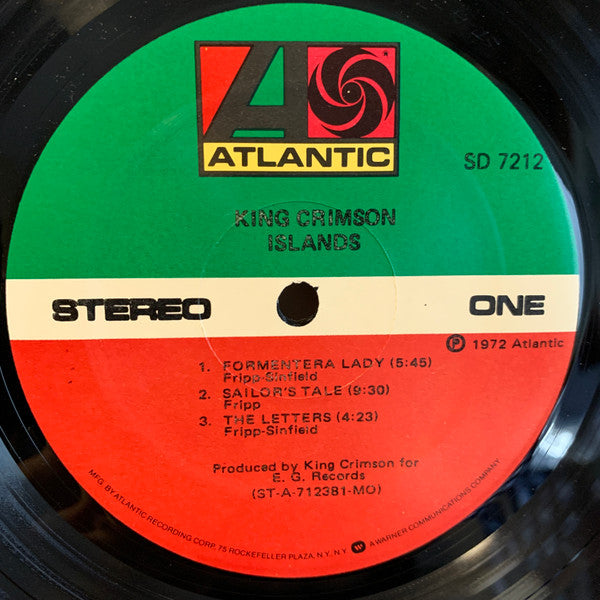 ATLANTIC
SD 7212
KING CRIMSON
ISLANDS
STEREO
ONE
℗ 1972 Atlantic
1. FORMENTERA LADY (5:45)
Fripp-Sinfield
2. SAILOR'S TALE (9:30)
Fripp
3. THE LETTERS (4:23)
Fripp-Sinfield
Produced by King Crimson for
E. G. Records
(ST-A-712381-MO)
MFG. BY ATLANTIC RECORDING CORP., 75 ROCKEFELLER PLAZA, N.Y., N.Y. A WARNER COMMUNICATIONS COMPANY